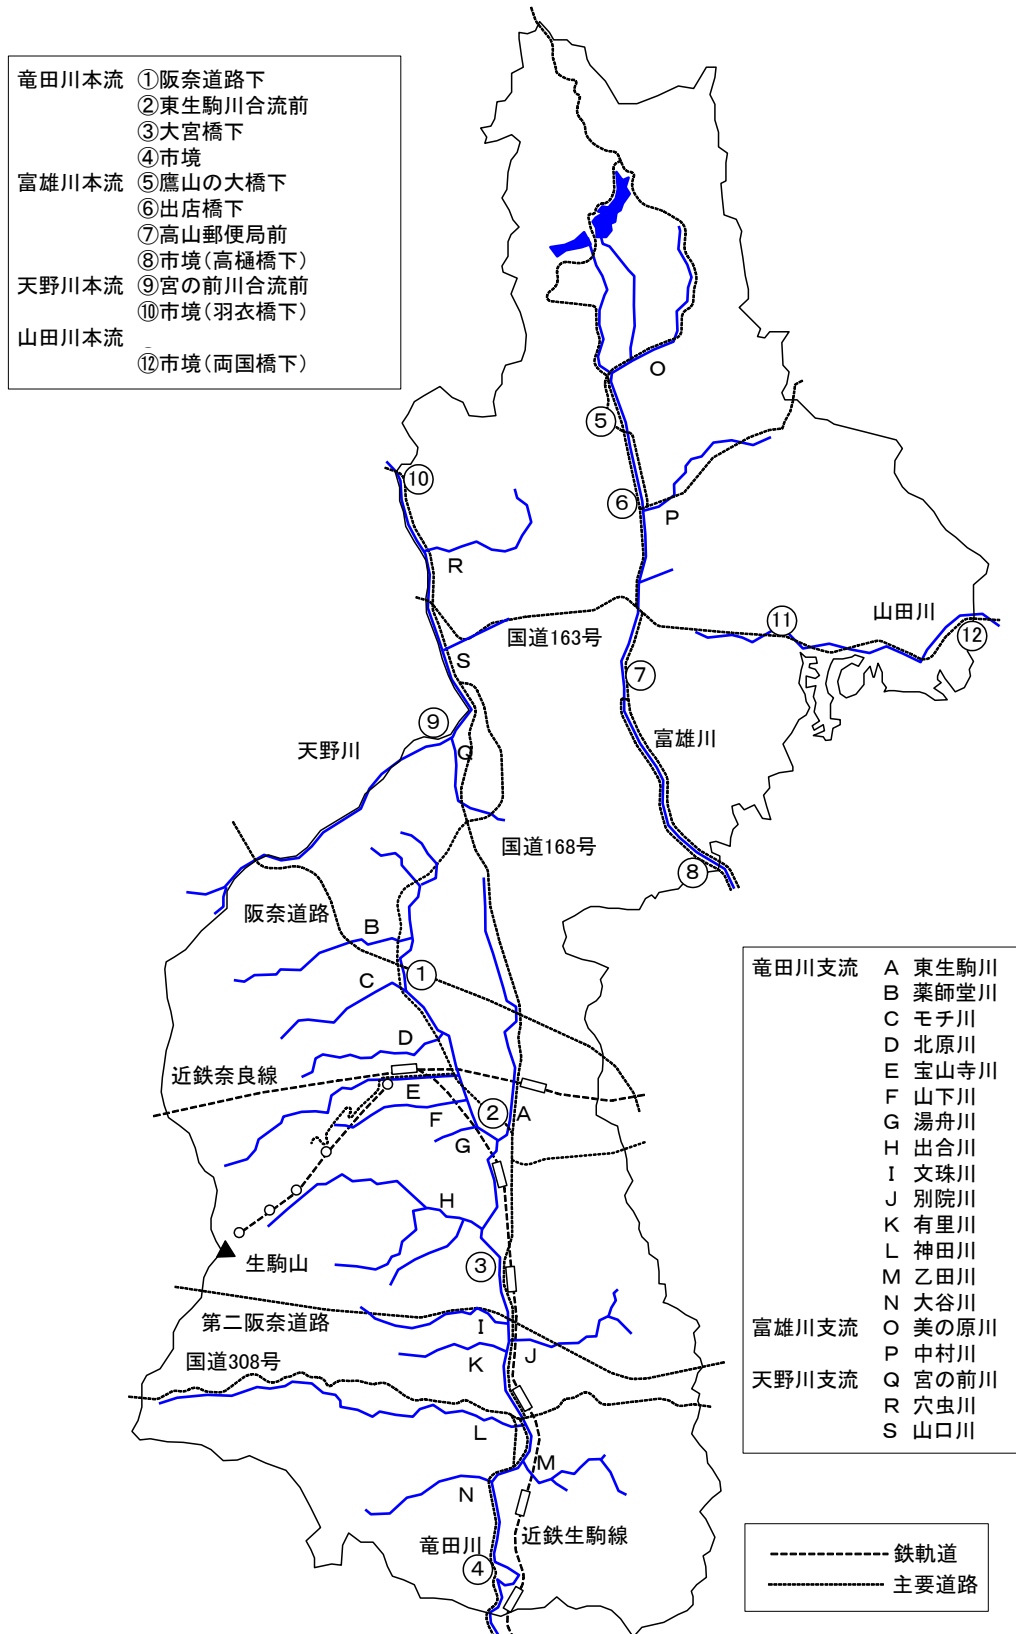 竜田川本流 ①阪奈道路下
②東生駒川合流前
③大宮橋下
④市境
富雄川本流 ⑤鷹山の大橋下
⑥出店橋下
⑦高山郵便局前
⑧市境(高樋橋下)
天野川本流 ⑨宮の前川合流前
⑩市境(羽衣橋下)
山田川本流
⑫市境(両国橋下)
O
⑤
⑩
⑥
P
R
⑪
山田川
⑫
国道163号
S
⑦
⑨
天野川
Q
富雄川
国道168号
⑧
阪奈道路
B
①
C
D
近鉄奈良線
E
②
A
F
G
H
生駒山
③
第二阪奈道路
I
J
国道308号
K
L
M
N
竜田川
近鉄生駒線
④
竜田川支流 A 東生駒川
B 薬師堂川
C モチ川
D 北原川
E 宝山寺川
F 山下川
G 湯舟川
H 出合川
I 文珠川
J 別院川
K 有里川
L 神田川
M 乙田川
N 大谷川
富雄川支流 O 美の原川
P 中村川
天野川支流 Q 宮の前川
R 穴虫川
S 山口川
鉄軌道
主要道路